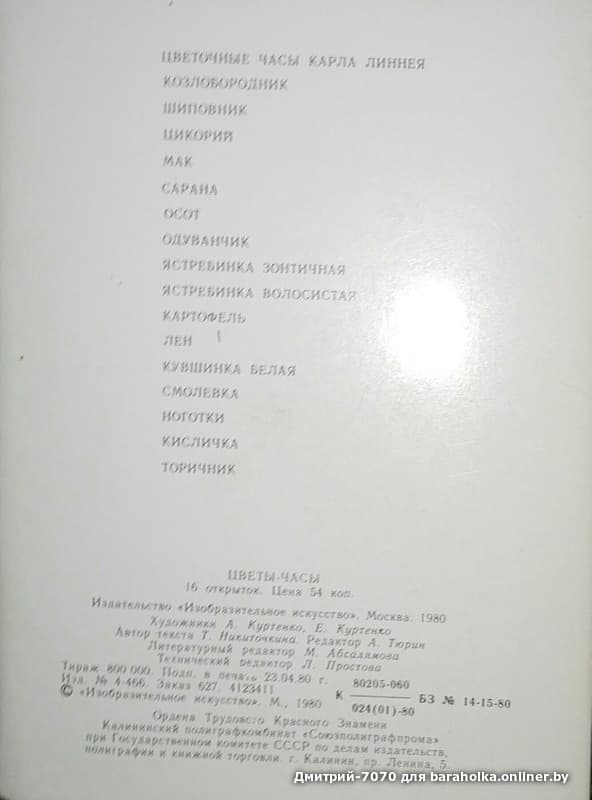 ЦВЕТОЧНЫЕ ЧАСЫ КАРЛА ЛИННЕЯ
КОЗЛОБОРОДНИК
ШИПОВНИК
ЦИКОРИЙ
МАК
САРАНА
ОСОТ
ОДУВАНЧИК
ЯСТРЕБИНКА ЗОНТИЧНАЯ
ЯСТРЕБИНКА ВОЛОСИСТАЯ
КАРТОФЕЛЬ
ЛЕН
КУВШИНКА БЕЛАЯ
СМОЛЕВКА
НОГОТКИ
КИСЛИЧКА
ТОРИЧНИК
ЦВЕТЫ-ЧАСЫ
16 открыток. Цена 54 коп.
Издательство «Изобразительное искусство». Москва. 1980
Художники А. Куртенко, Е. Куртенко
Автор текста Т. Никиточкина. Редактор А. Тюрин
Литературный редактор М. Абсалямова
Технический редактор Л. Простова
Тираж 800 000. Подп. в печать 23.04.80 г.
Изд. № 4-466. Заказ 627. 4123411
© «Изобразительное искусство». М., 1980
К 80205-060
024(01)-80 БЗ № 14-15-80
Ордена Трудового Красного Знамени
Калининский полиграфкомбинат «Союзполиграфпрома»
при Государственном комитете СССР по делам издательств,
полиграфии и книжной торговли. г. Калинин, пр. Ленина, 5.
Дмитрий-7070 для baraholka.onliner.by